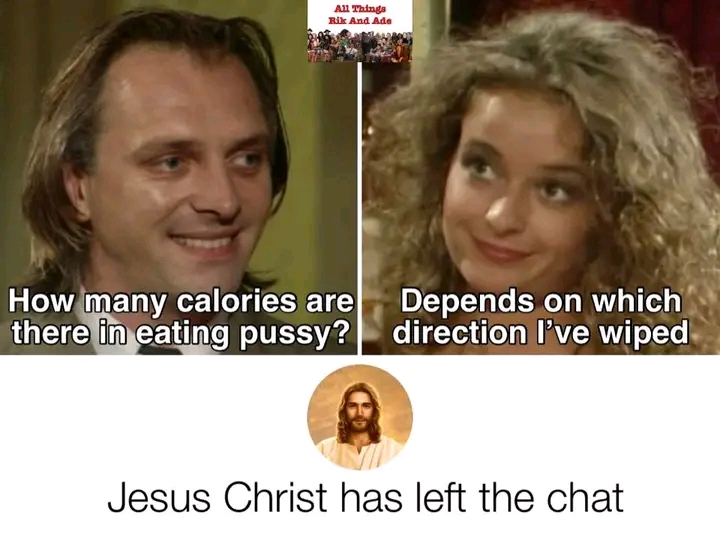 All Things
Rik And Ade
How many calories are
there in eating pussy?
Depends on which
direction I've wiped
Jesus Christ has left the chat